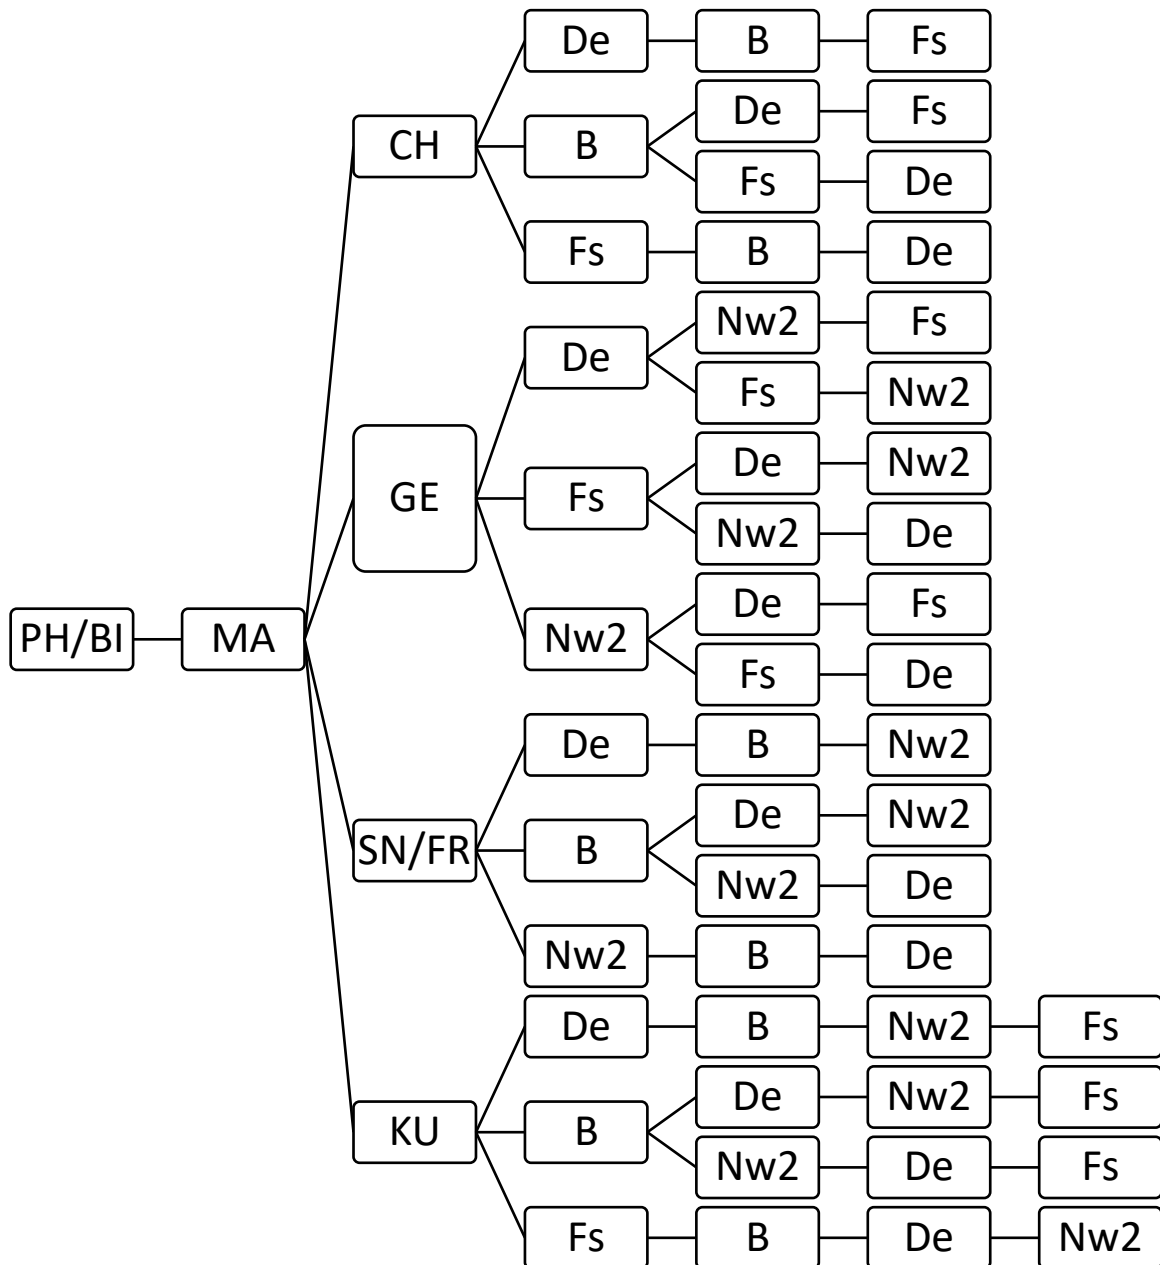 De B Fs
De Fs
CH B
Fs De
Fs B De
Nw2 Fs
De
Fs Nw2
De Nw2
GE Fs
Nw2 De
De Fs
PH/BI MA Nw2
Fs De
De B Nw2
De Nw2
SN/FR B
Nw2 De
Nw2 B De
De B Nw2 Fs
De Nw2 Fs
KU B
Nw2 De Fs
Fs B De Nw2